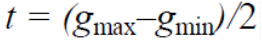 t = (gmax–gmin)/2